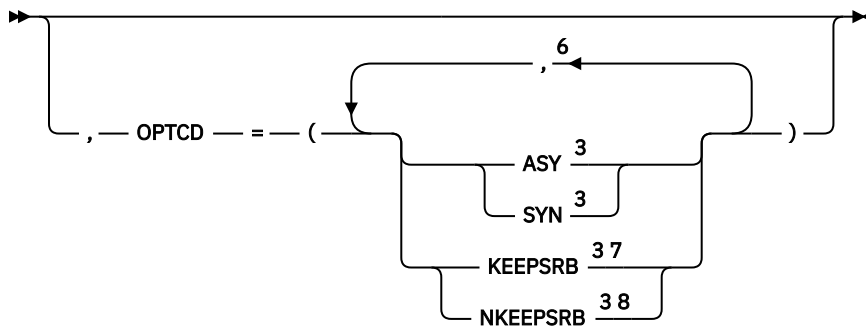 , 6
, OPTCD = ( )
ASY 3
SYN 3
KEEPSRB 3 7
NKEEPSRB 3 8